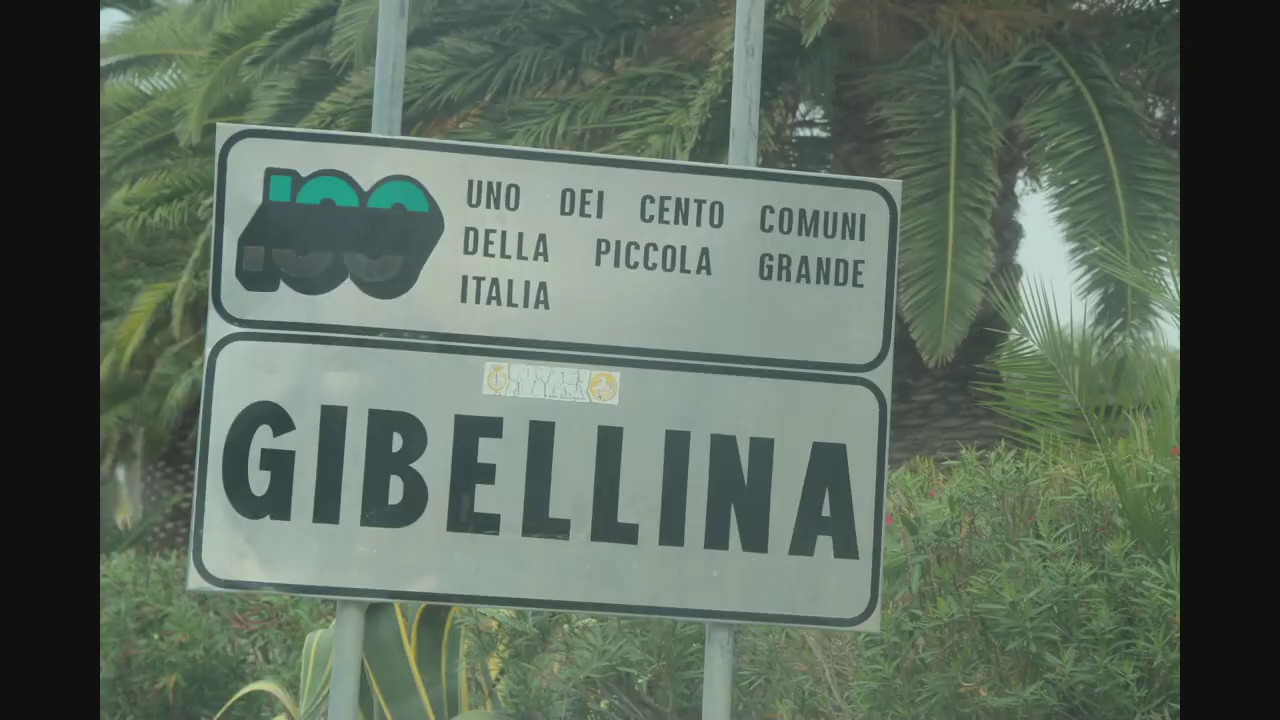 100
UNO DEI CENTO COMUNI
DELLA PICCOLA GRANDE
ITALIA
GIBELLINA